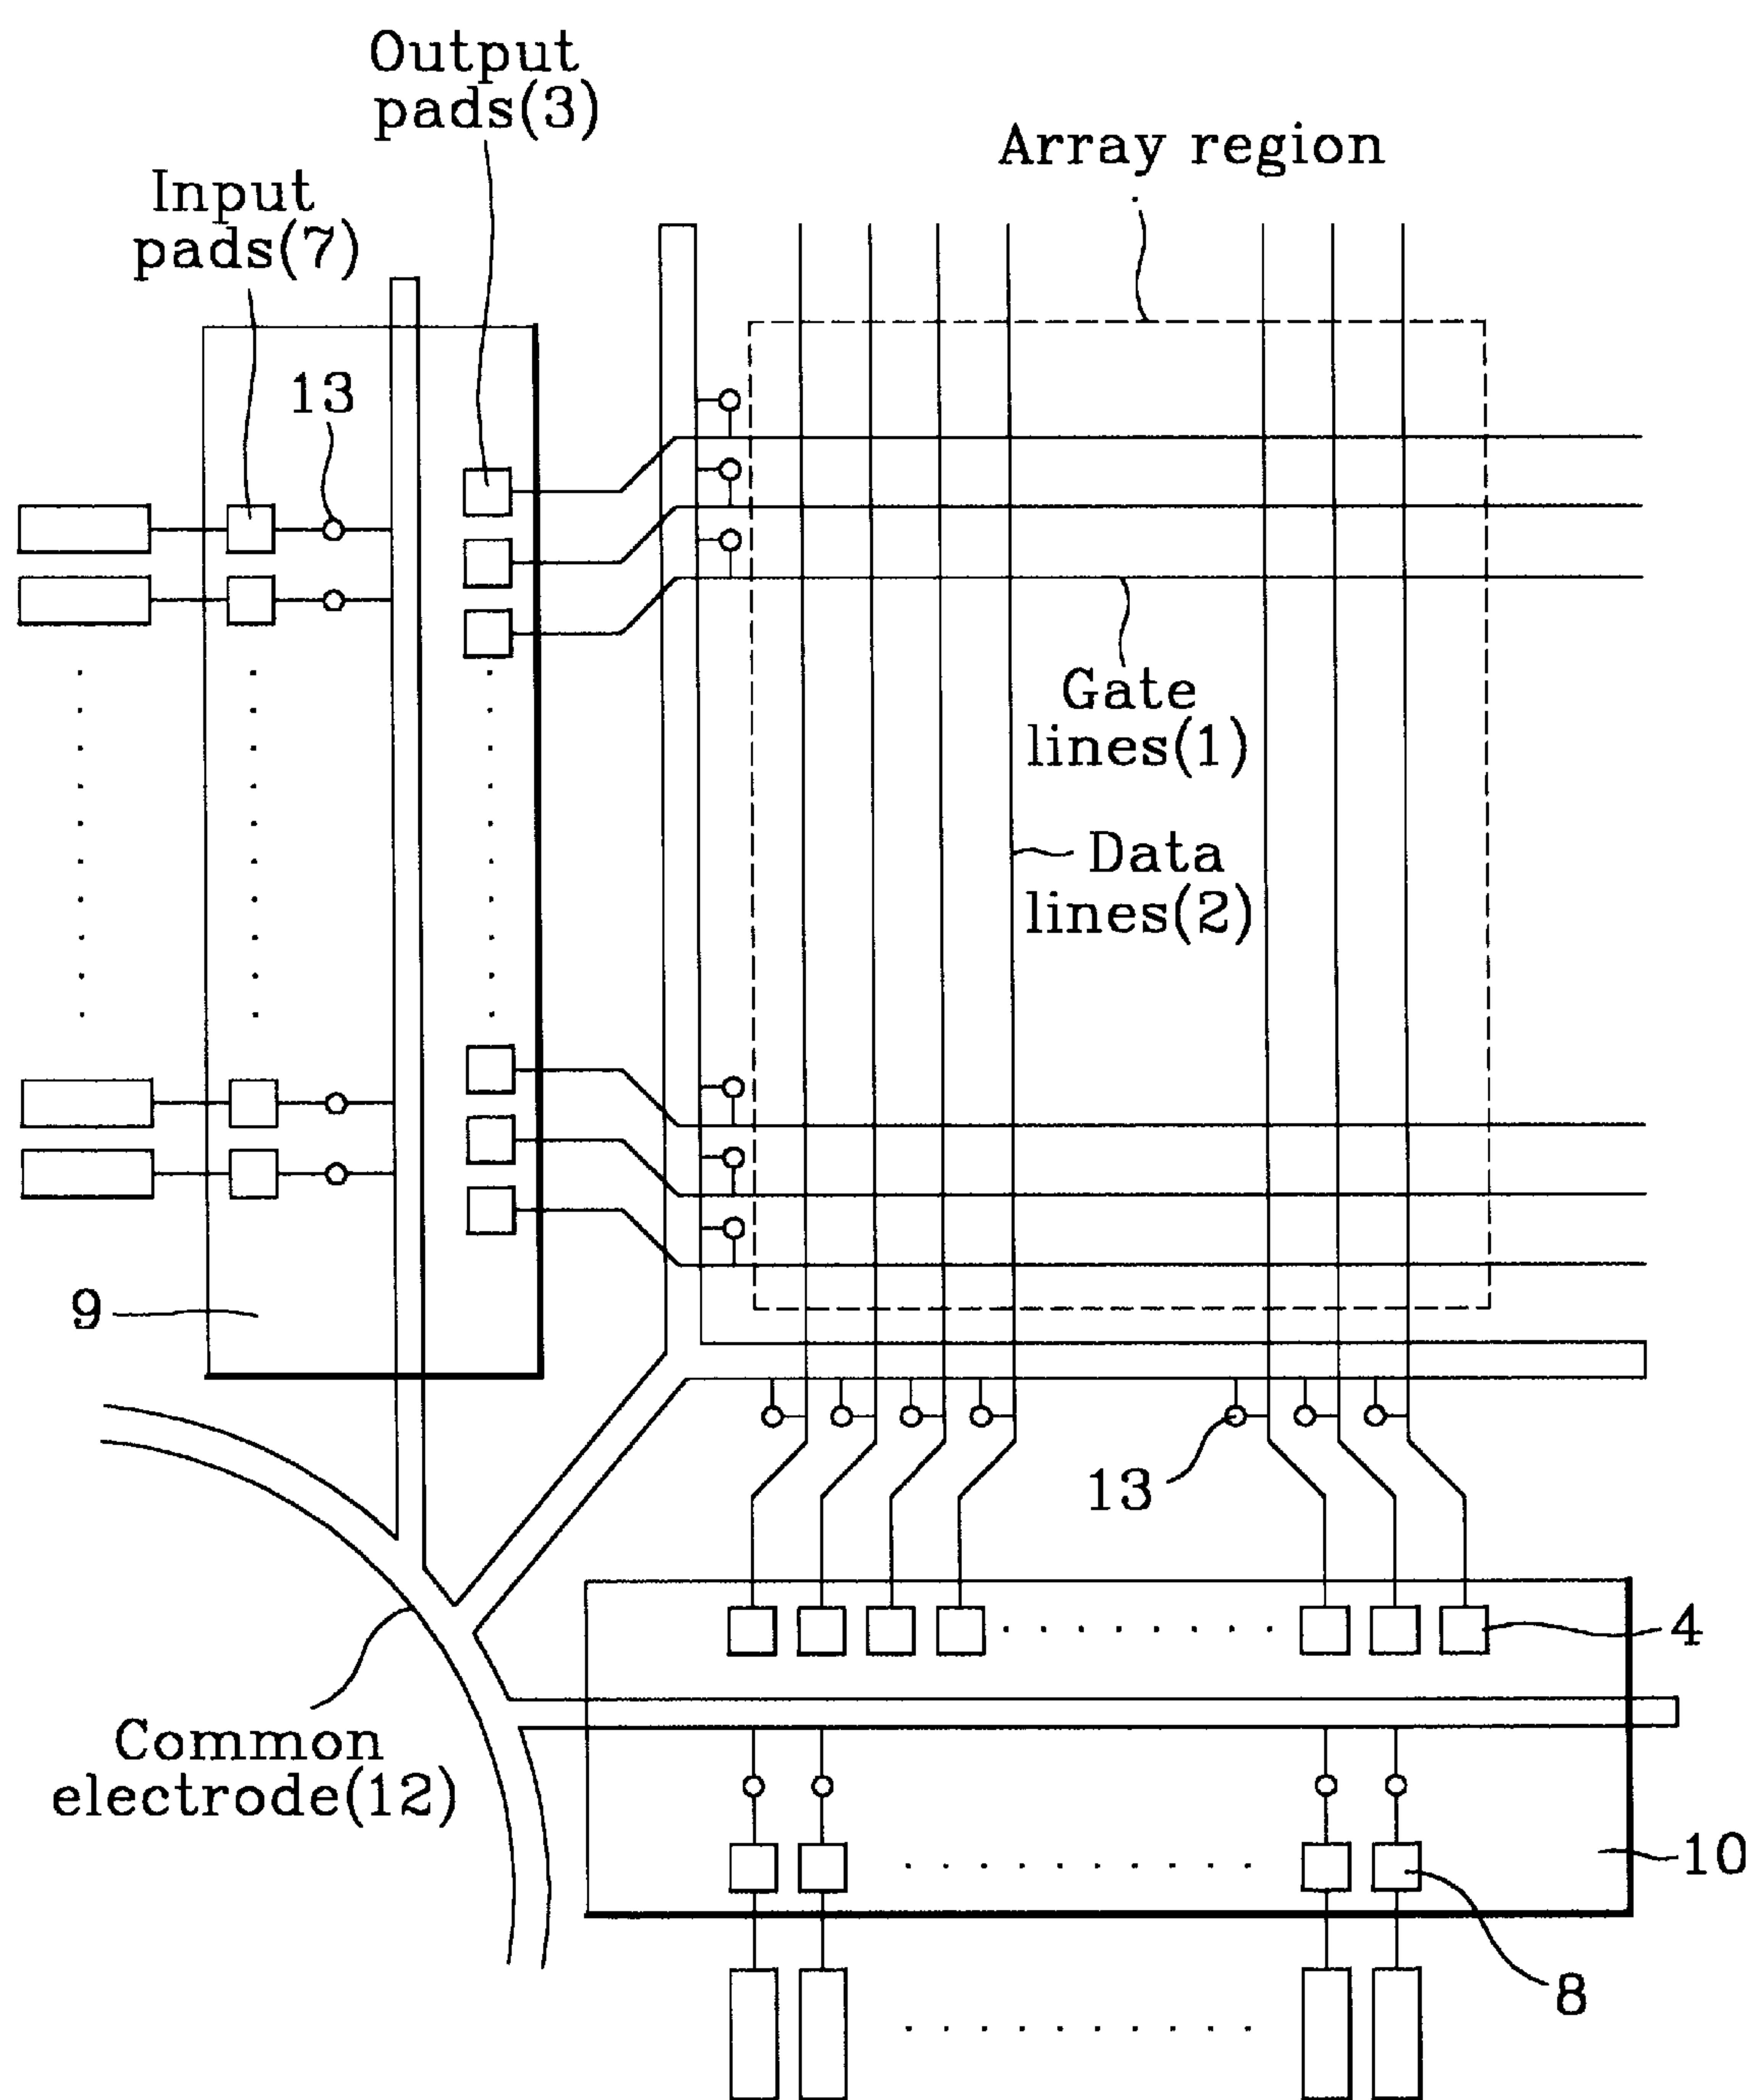 Output
pads(3)
Array region
Input
pads(7)
13
Gate
lines(1)
Data
lines(2)
9
13
4
Common
electrode(12)
10
8